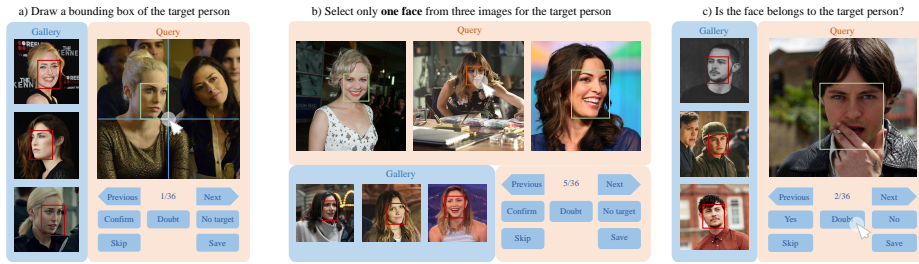 a) Draw a bounding box of the target person
Gallery
Query
Previous
1/36
Next
Confirm
Doubt
No target
Skip
Save
b) Select only one face from three images for the target person
Query
Gallery
Previous
5/36
Next
Confirm
Doubt
No target
Skip
Save
c) Is the face belongs to the target person?
Gallery
Query
Previous
2/36
Next
Yes
Doubt
No
Skip
Save